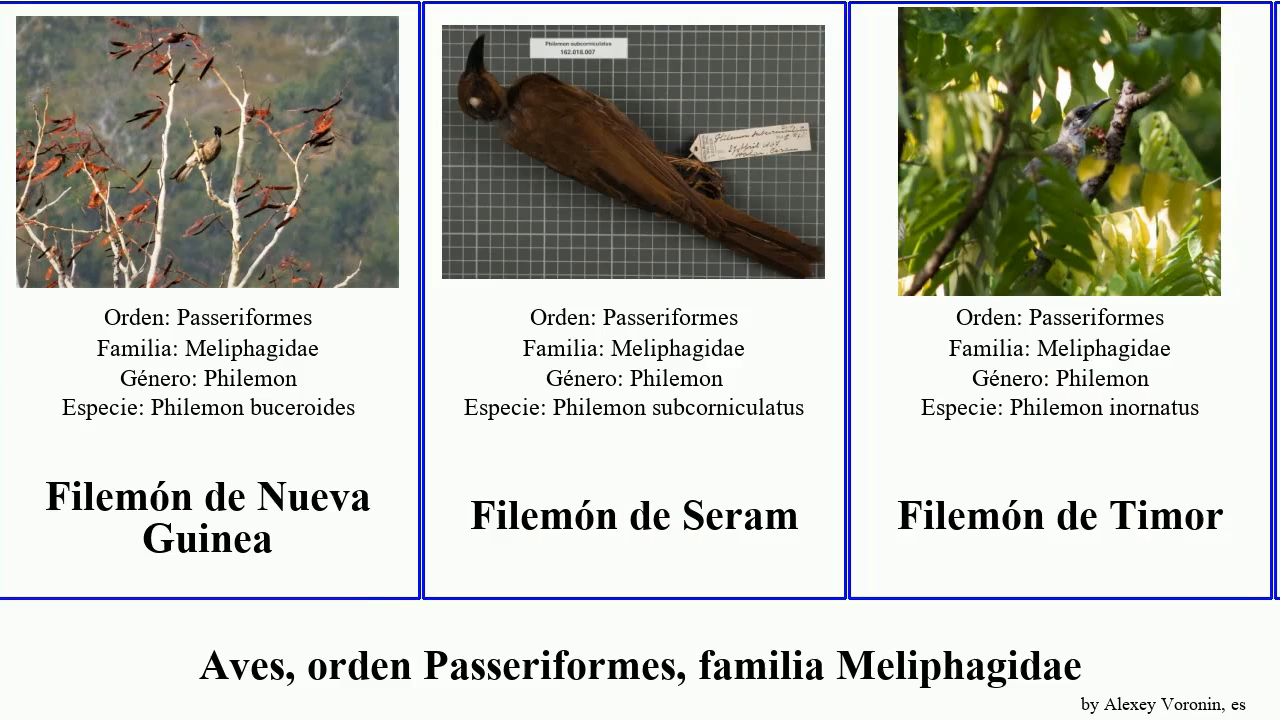 Orden: Passeriformes
Familia: Meliphagidae
Género: Philemon
Especie: Philemon buceroides
Filemón de Nueva
Guinea
Philemon subcorniculatus
162.018.007
Philemon subcorniculatus
Orden: Passeriformes
Familia: Meliphagidae
Género: Philemon
Especie: Philemon subcorniculatus
Filemón de Seram
Orden: Passeriformes
Familia: Meliphagidae
Género: Philemon
Especie: Philemon inornatus
Filemón de Timor
Aves, orden Passeriformes, familia Meliphagidae
by Alexey Voronin, es